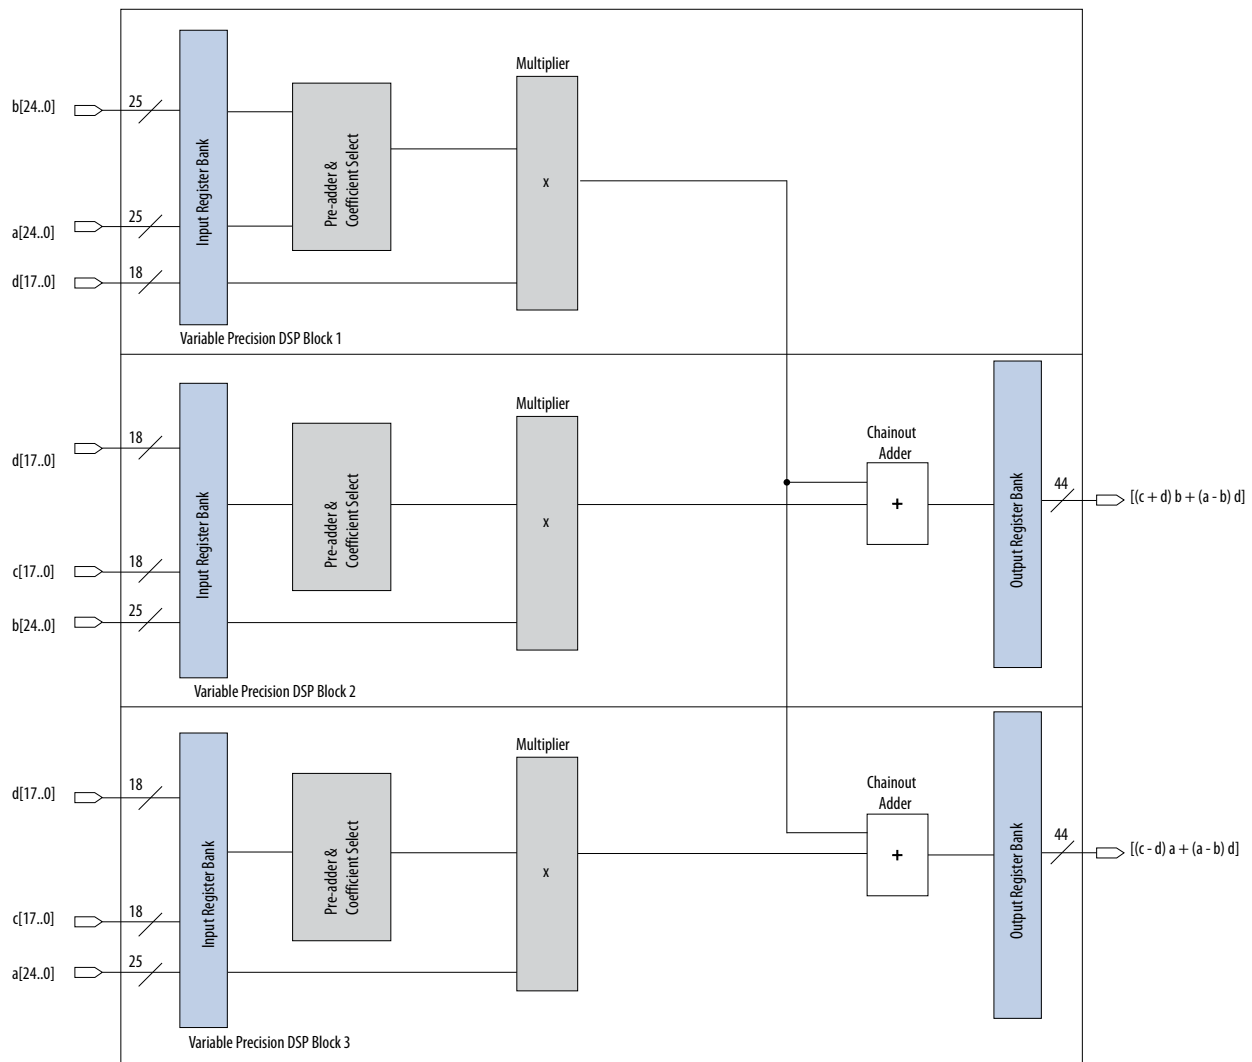 Multiplier
b[24..0]
25
Input Register Bank
Pre-adder &
Coefficient Select
x
a[24..0]
25
d[17..0]
18
Variable Precision DSP Block 1
Multiplier
d[17..0]
18
Input Register Bank
Pre-adder &
Coefficient Select
x
Chainout
Adder
+
Output Register Bank
44
[(c + d) b + (a - b) d]
c[17..0]
18
b[24..0]
25
Variable Precision DSP Block 2
Multiplier
d[17..0]
18
Input Register Bank
Pre-adder &
Coefficient Select
x
Chainout
Adder
+
Output Register Bank
44
[(c - d) a + (a - b) d]
c[17..0]
18
a[24..0]
25
Variable Precision DSP Block 3